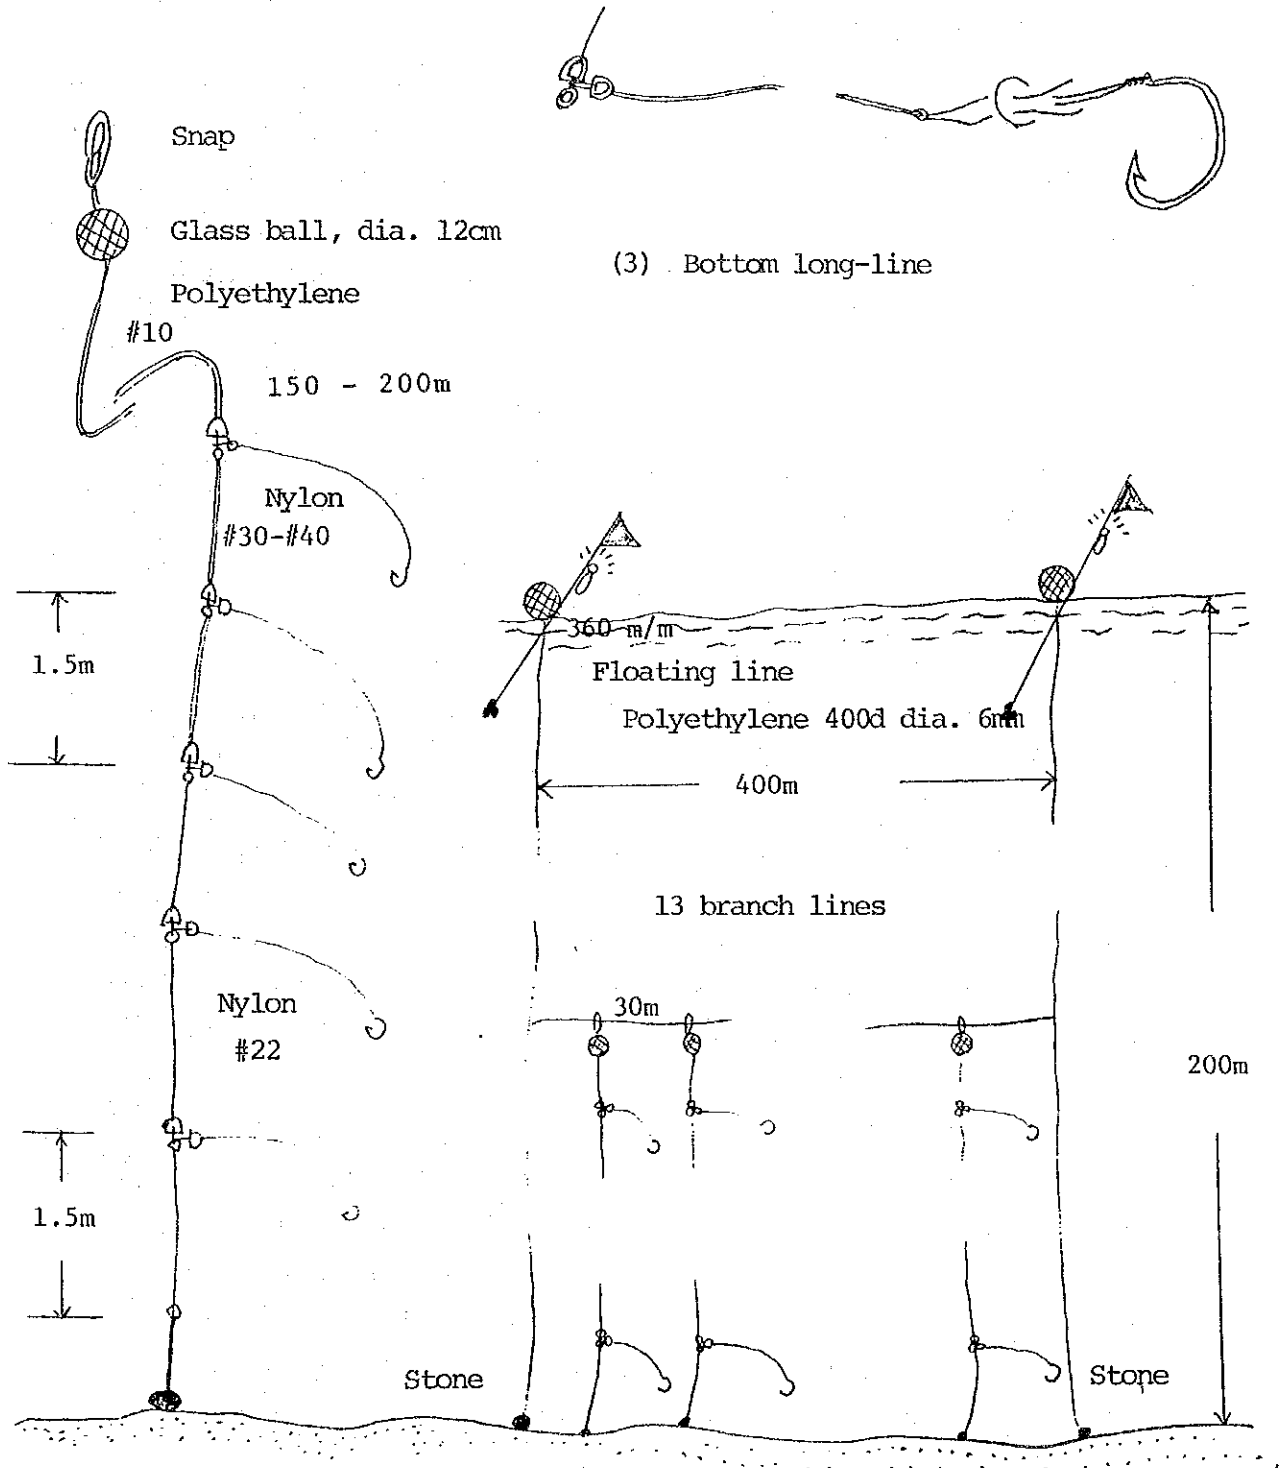 Snap
Glass ball, dia. 12cm
(3) Bottom long-line
Polyethylene
#10
150 - 200m
Nylon
#30-#40
1.5m
360 m/m
Floating line
Polyethylene 400d dia. 6mm
400m
13 branch lines
Nylon
#22
30m
200m
1.5m
Stone
Stone